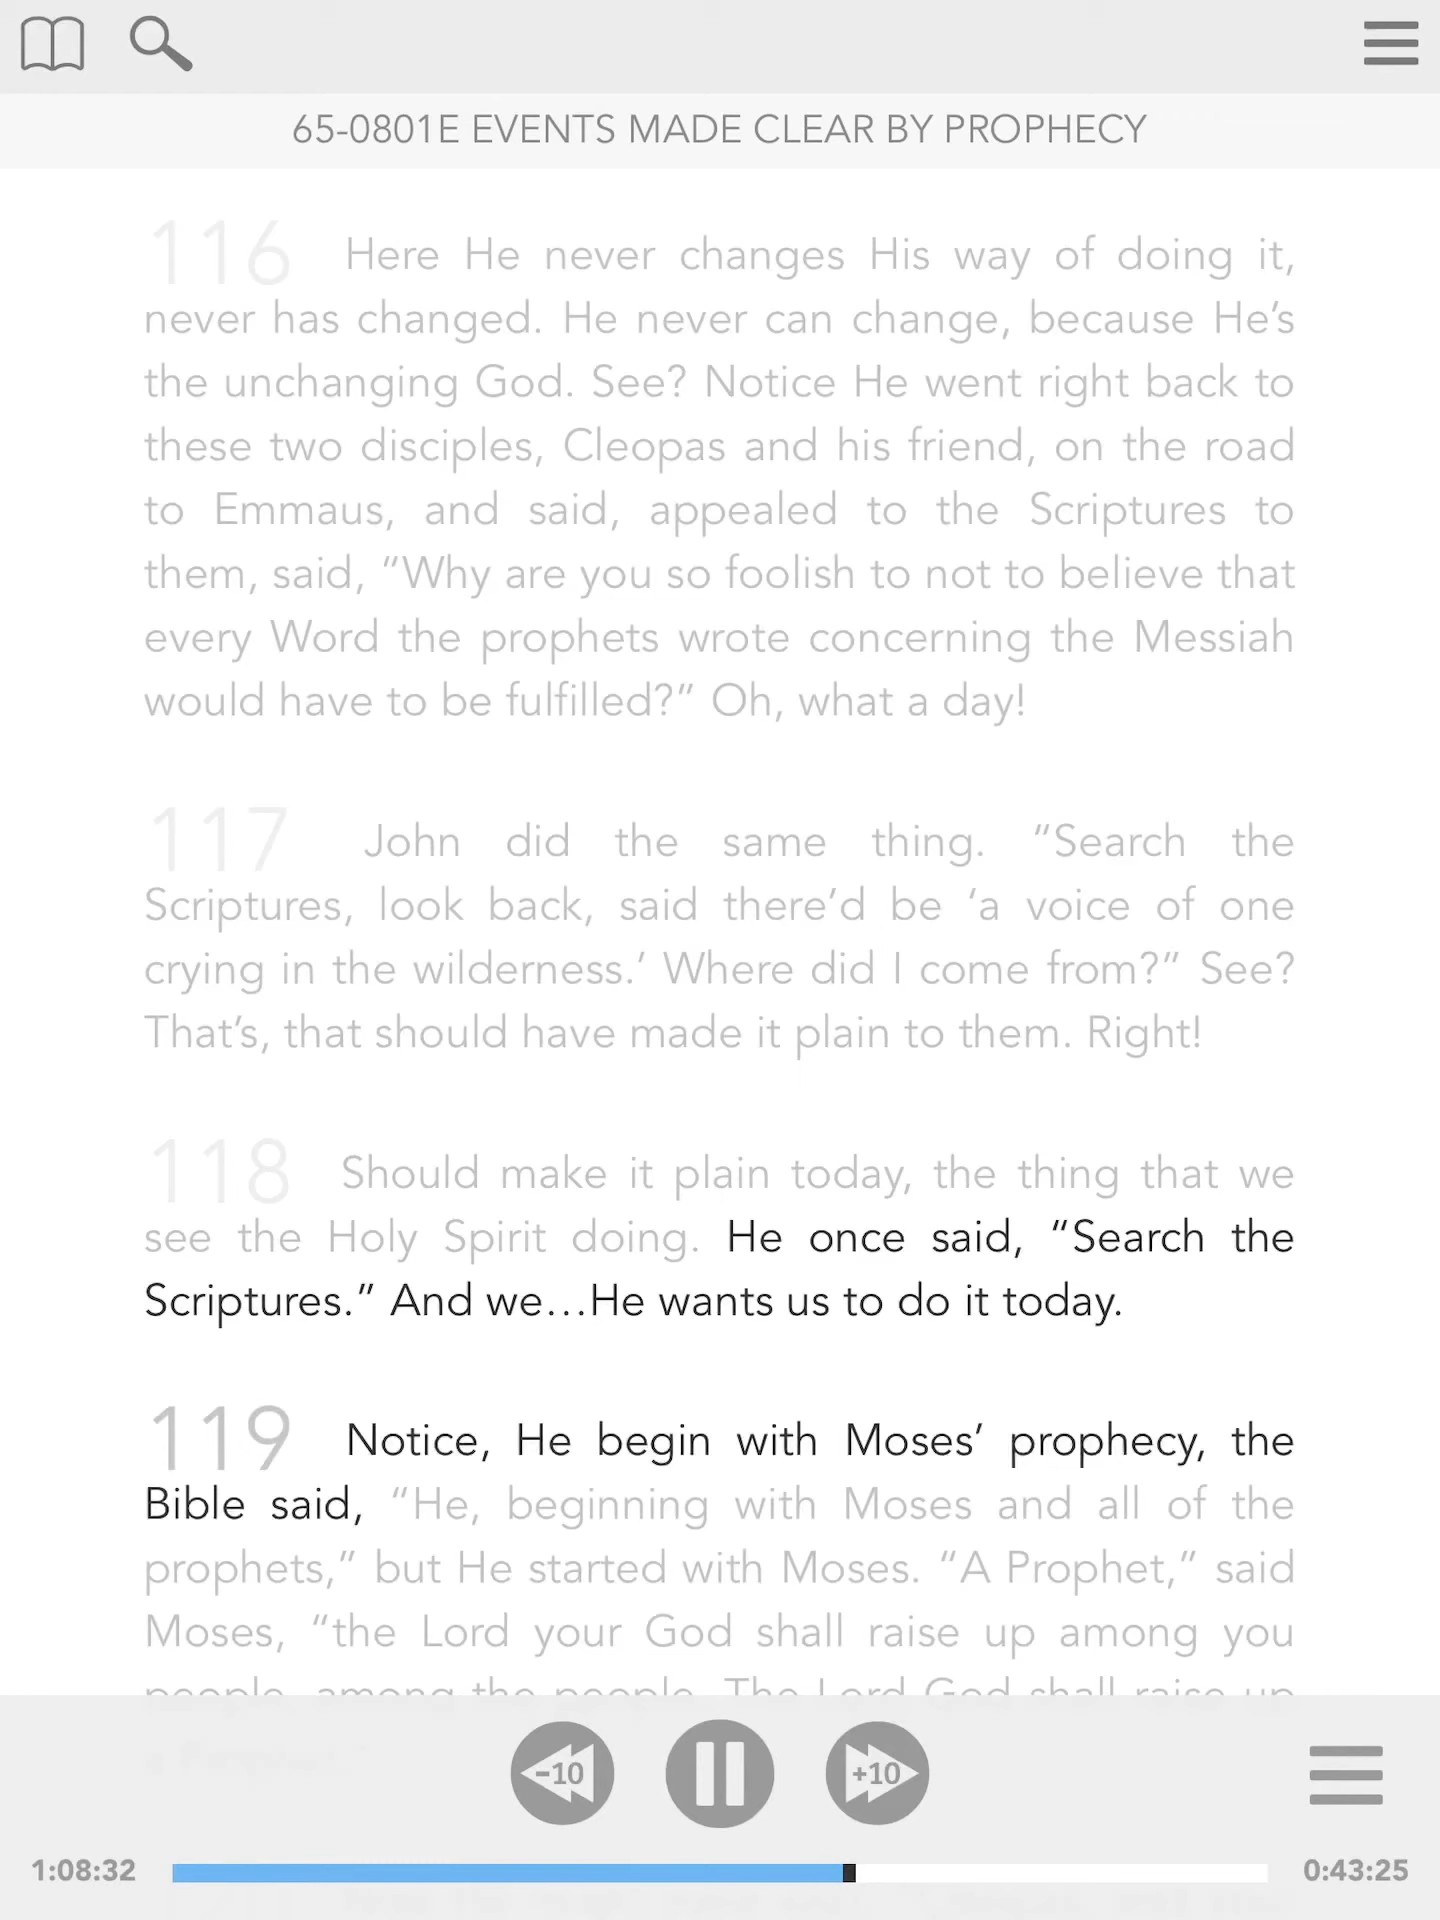 65-0801E EVENTS MADE CLEAR BY PROPHECY
116 Here He never changes His way of doing it,
never has changed. He never can change, because He’s
the unchanging God. See? Notice He went right back to
these two disciples, Cleopas and his friend, on the road
to Emmaus, and said, appealed to the Scriptures to
them, said, “Why are you so foolish to not to believe that
every Word the prophets wrote concerning the Messiah
would have to be fulfilled?” Oh, what a day!
117 John did the same thing. “Search the
Scriptures, look back, said there’d be ‘a voice of one
crying in the wilderness.’ Where did I come from?” See?
That’s, that should have made it plain to them. Right!
118 Should make it plain today, the thing that we
see the Holy Spirit doing. He once said, “Search the
Scriptures.” And we…He wants us to do it today.
119 Notice, He begin with Moses’ prophecy, the
Bible said, “He, beginning with Moses and all of the
prophets,” but He started with Moses. “A Prophet,” said
Moses, “the Lord your God shall raise up among you
people, among the people. The Lord God shall raise up
-10 +10
1:08:32 0:43:25